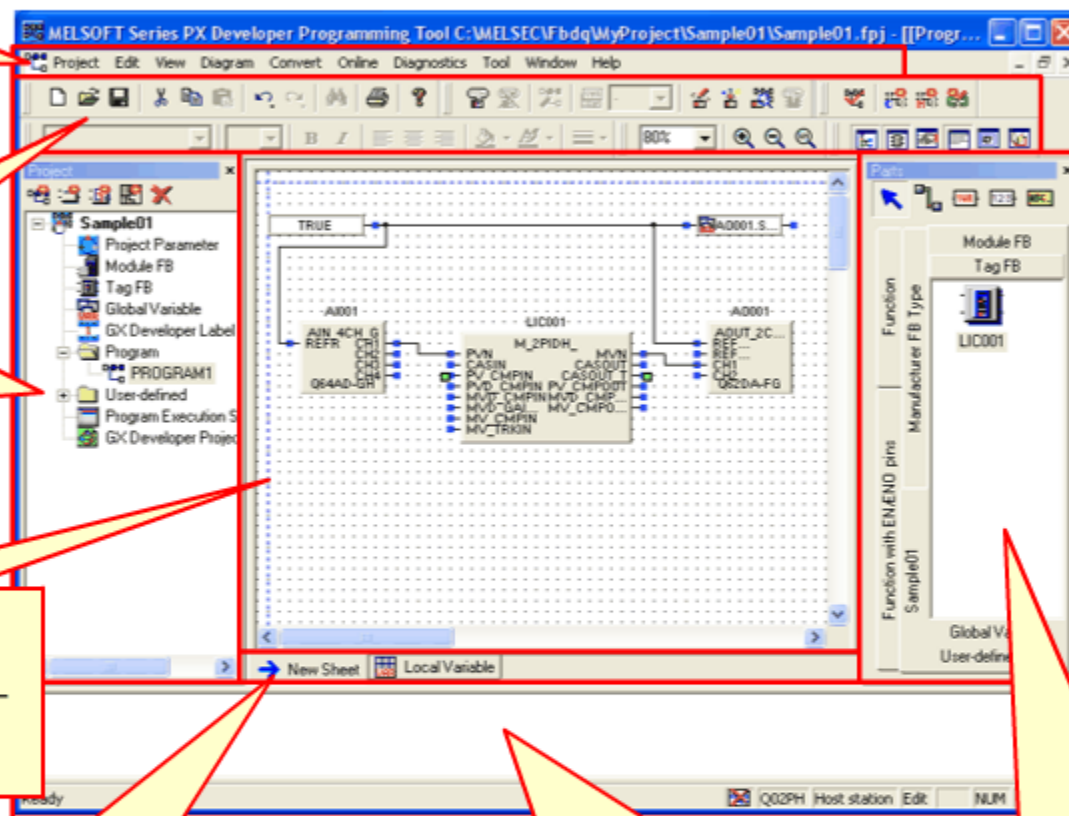 MELSOFT Series PX Developer Programming Tool C:\MELSEC\Fbdq\MyProject\Sample01\Sample01.fpj - [[Progr...
Project Edit View Diagram Convert Online Diagnostics Tool Window Help
B I 80%
Project
Sample01
Project Parameter
Module FB
Tag FB
Global Variable
GX Developer Label
Program
PROGRAM1
User-defined
Program Execution S
GX Developer Projec
TRUE
AO001.S...
AI001
AIN_4CH_G
REFR CH1
CH2
CH3
CH4
Q64AD-GH
LIC001
M_2PIDH_
PVN MVN
CASIN CASOUT
PV_CMPIN CASOUT_T
PVD_CMPIN PV_CMPOUT
MVD_CMPIN MVD_CMP...
MVD_GAI... MV_CMPO...
MV_CMPIN
MV_TRKIN
AO001
AOUT_2C...
REF...
REF...
CH1
CH2
Q62DA-FG
New Sheet Local Variable
Parts
Function
Function with EN/ENO pins
Manufacturer FB Type
Sample01
Module FB
Tag FB
LIC001
Global Va
User-define
Ready
Q02PH Host station Edit NUM